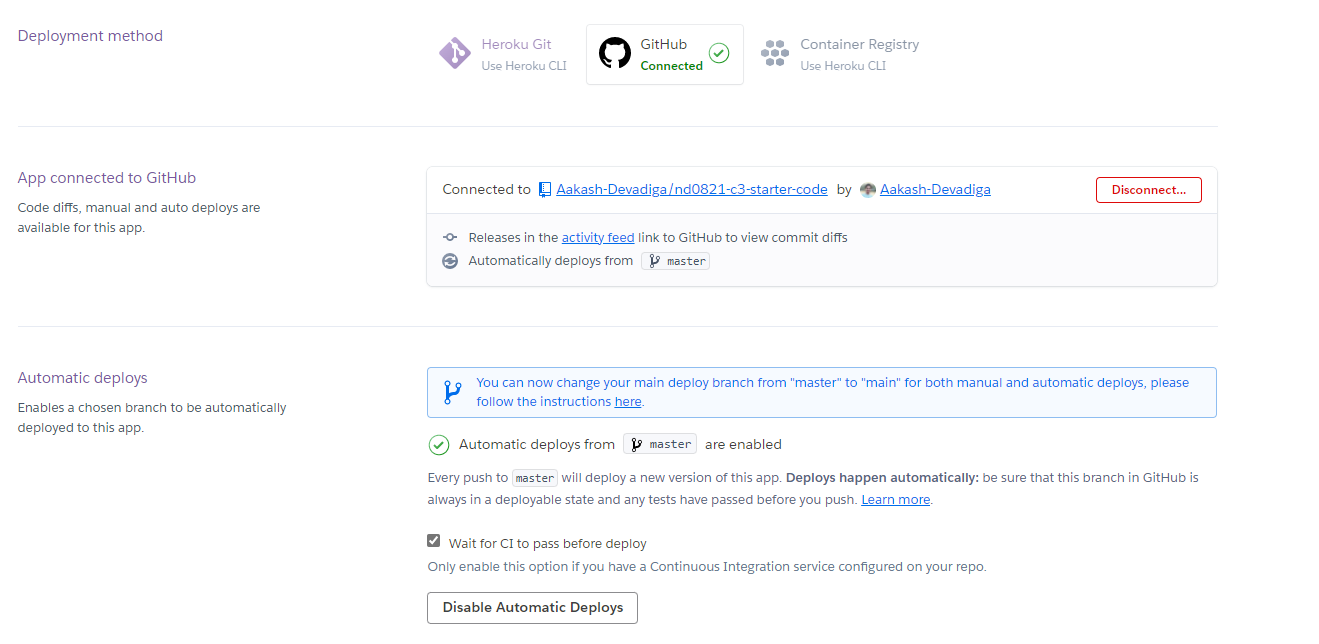 Deployment method
Heroku Git
Use Heroku CLI
GitHub
Connected
Container Registry
Use Heroku CLI
App connected to GitHub
Code diffs, manual and auto deploys are
available for this app.
Connected to Aakash-Devadiga/nd0821-c3-starter-code by Aakash-Devadiga
Disconnect...
Releases in the activity feed link to GitHub to view commit diffs
Automatically deploys from master
Automatic deploys
Enables a chosen branch to be automatically
deployed to this app.
You can now change your main deploy branch from "master" to "main" for both manual and automatic deploys, please
follow the instructions here.
Automatic deploys from master are enabled
Every push to master will deploy a new version of this app. Deploys happen automatically: be sure that this branch in GitHub is
always in a deployable state and any tests have passed before you push. Learn more.
Wait for CI to pass before deploy
Only enable this option if you have a Continuous Integration service configured on your repo.
Disable Automatic Deploys